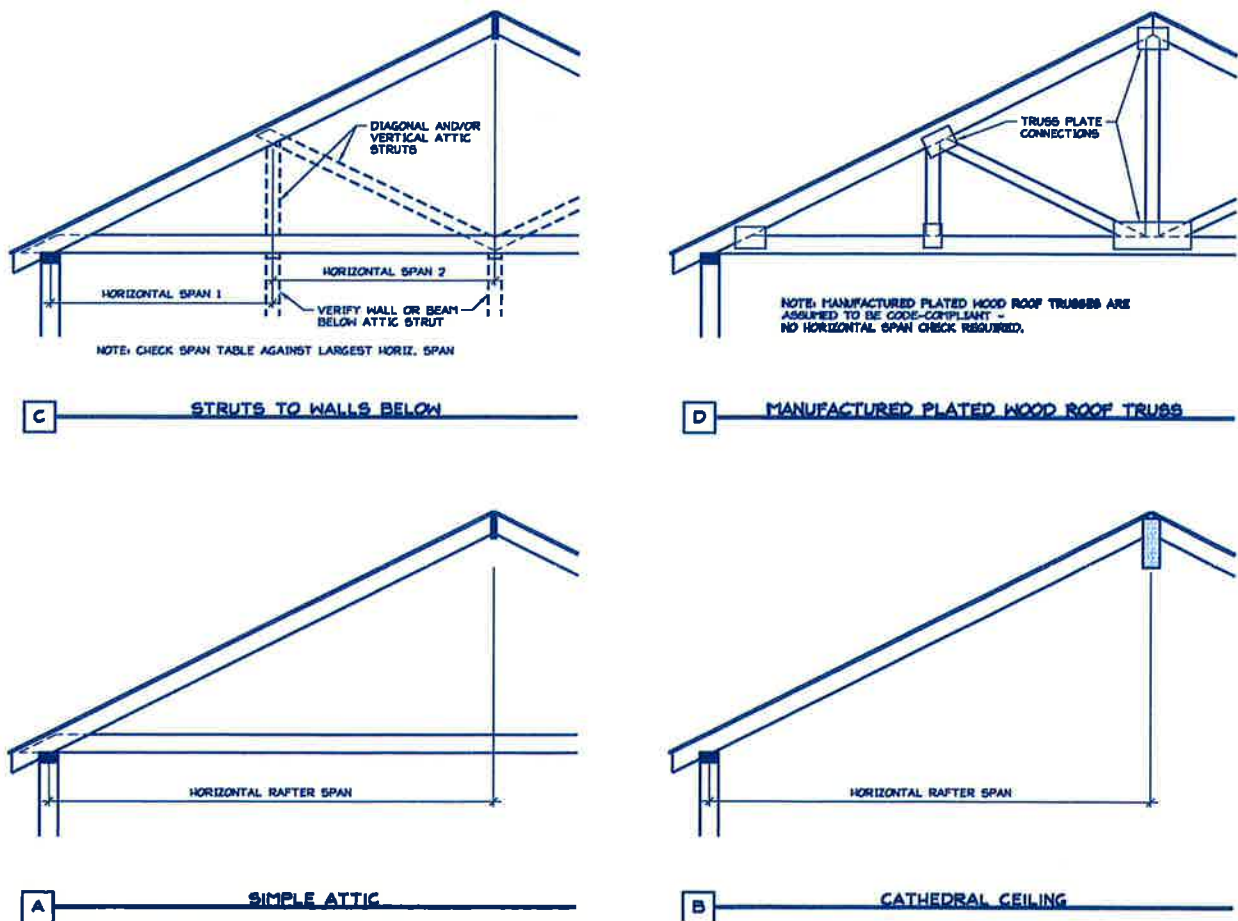 DIAGONAL AND/OR
VERTICAL ATTIC
STRUTS
HORIZONTAL SPAN 2
HORIZONTAL SPAN 1
VERIFY WALL OR BEAM
BELOW ATTIC STRUT
NOTE: CHECK SPAN TABLE AGAINST LARGEST HORIZ. SPAN
C
STRUTS TO WALLS BELOW
TRUSS PLATE
CONNECTIONS
NOTE: MANUFACTURED PLATED WOOD ROOF TRUSSES ARE
ASSUMED TO BE CODE-COMPLIANT -
NO HORIZONTAL SPAN CHECK REQUIRED.
D
MANUFACTURED PLATED WOOD ROOF TRUSS
HORIZONTAL RAFTER SPAN
A
SIMPLE ATTIC
HORIZONTAL RAFTER SPAN
B
CATHEDRAL CEILING